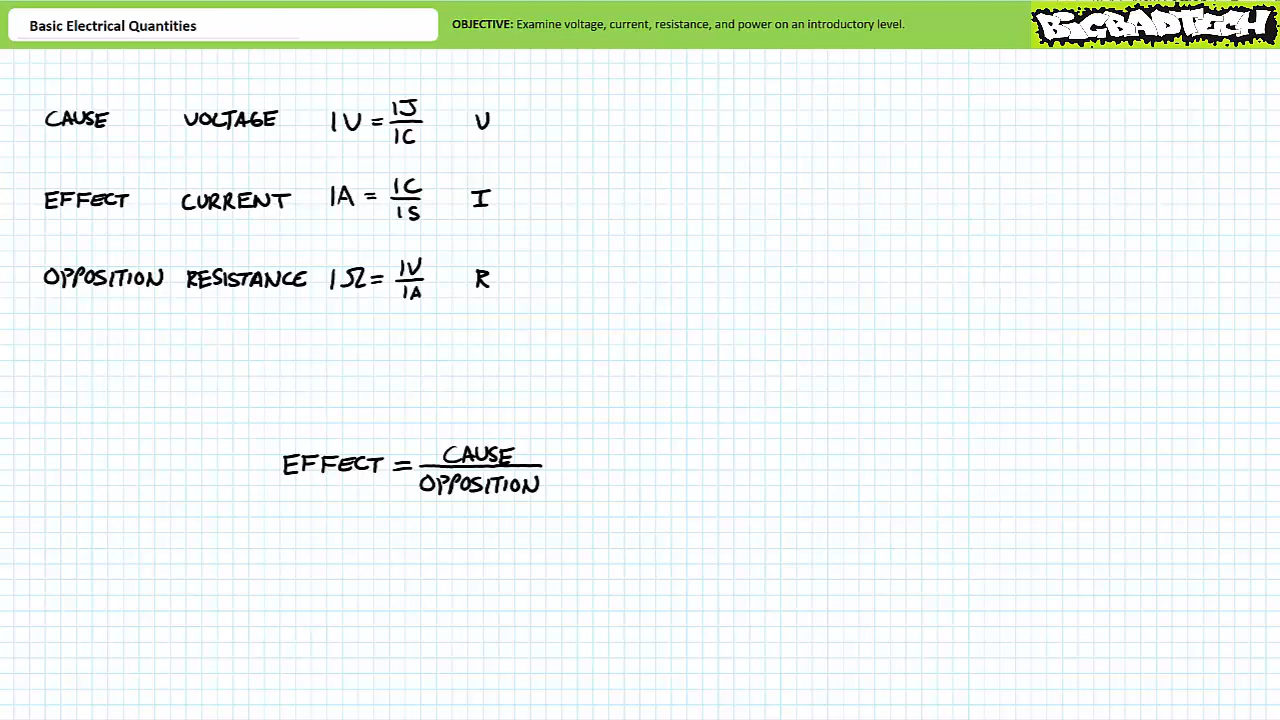 Basic Electrical Quantities
OBJECTIVE: Examine voltage, current, resistance, and power on an introductory level.
BIGBADTECH
CAUSE VOLTAGE 1V = 1J/1C V
EFFECT CURRENT 1A = 1C/1S I
OPPOSITION RESISTANCE 1Ω = 1V/1A R
EFFECT = CAUSE/OPPOSITION